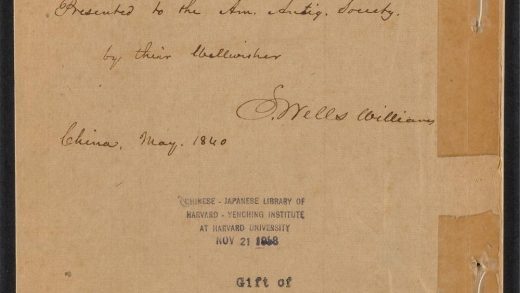 Presented to the Am. Antiq. Society.
by their Wellwisher
S. Wells Williams
China, May. 1840
CHINESE - JAPANESE LIBRARY OF
HARVARD - YENCHING INSTITUTE
AT HARVARD UNIVERSITY
NOV 21
Gift of